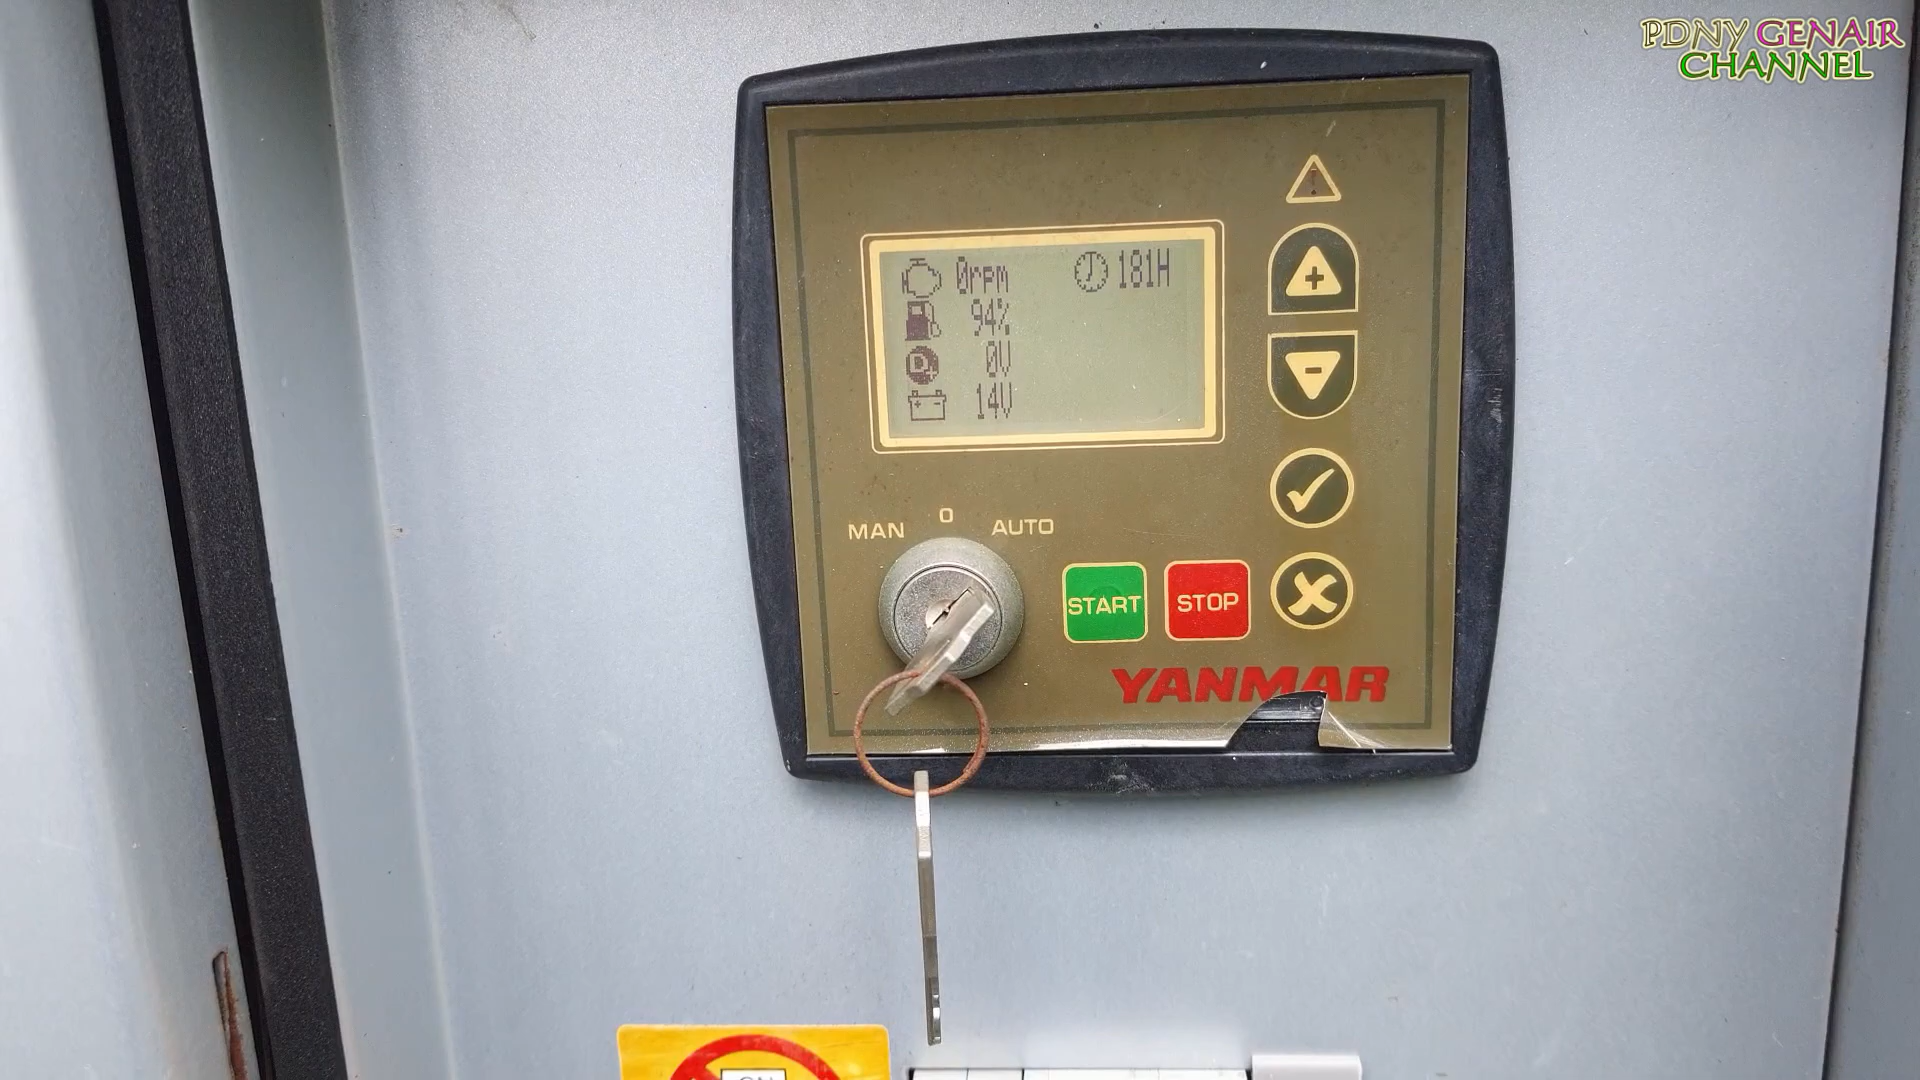 PDNY GENAIR
CHANNEL
0rpm 181H
94%
D+ 0V
14V
MAN 0 AUTO
START STOP
YANMAR